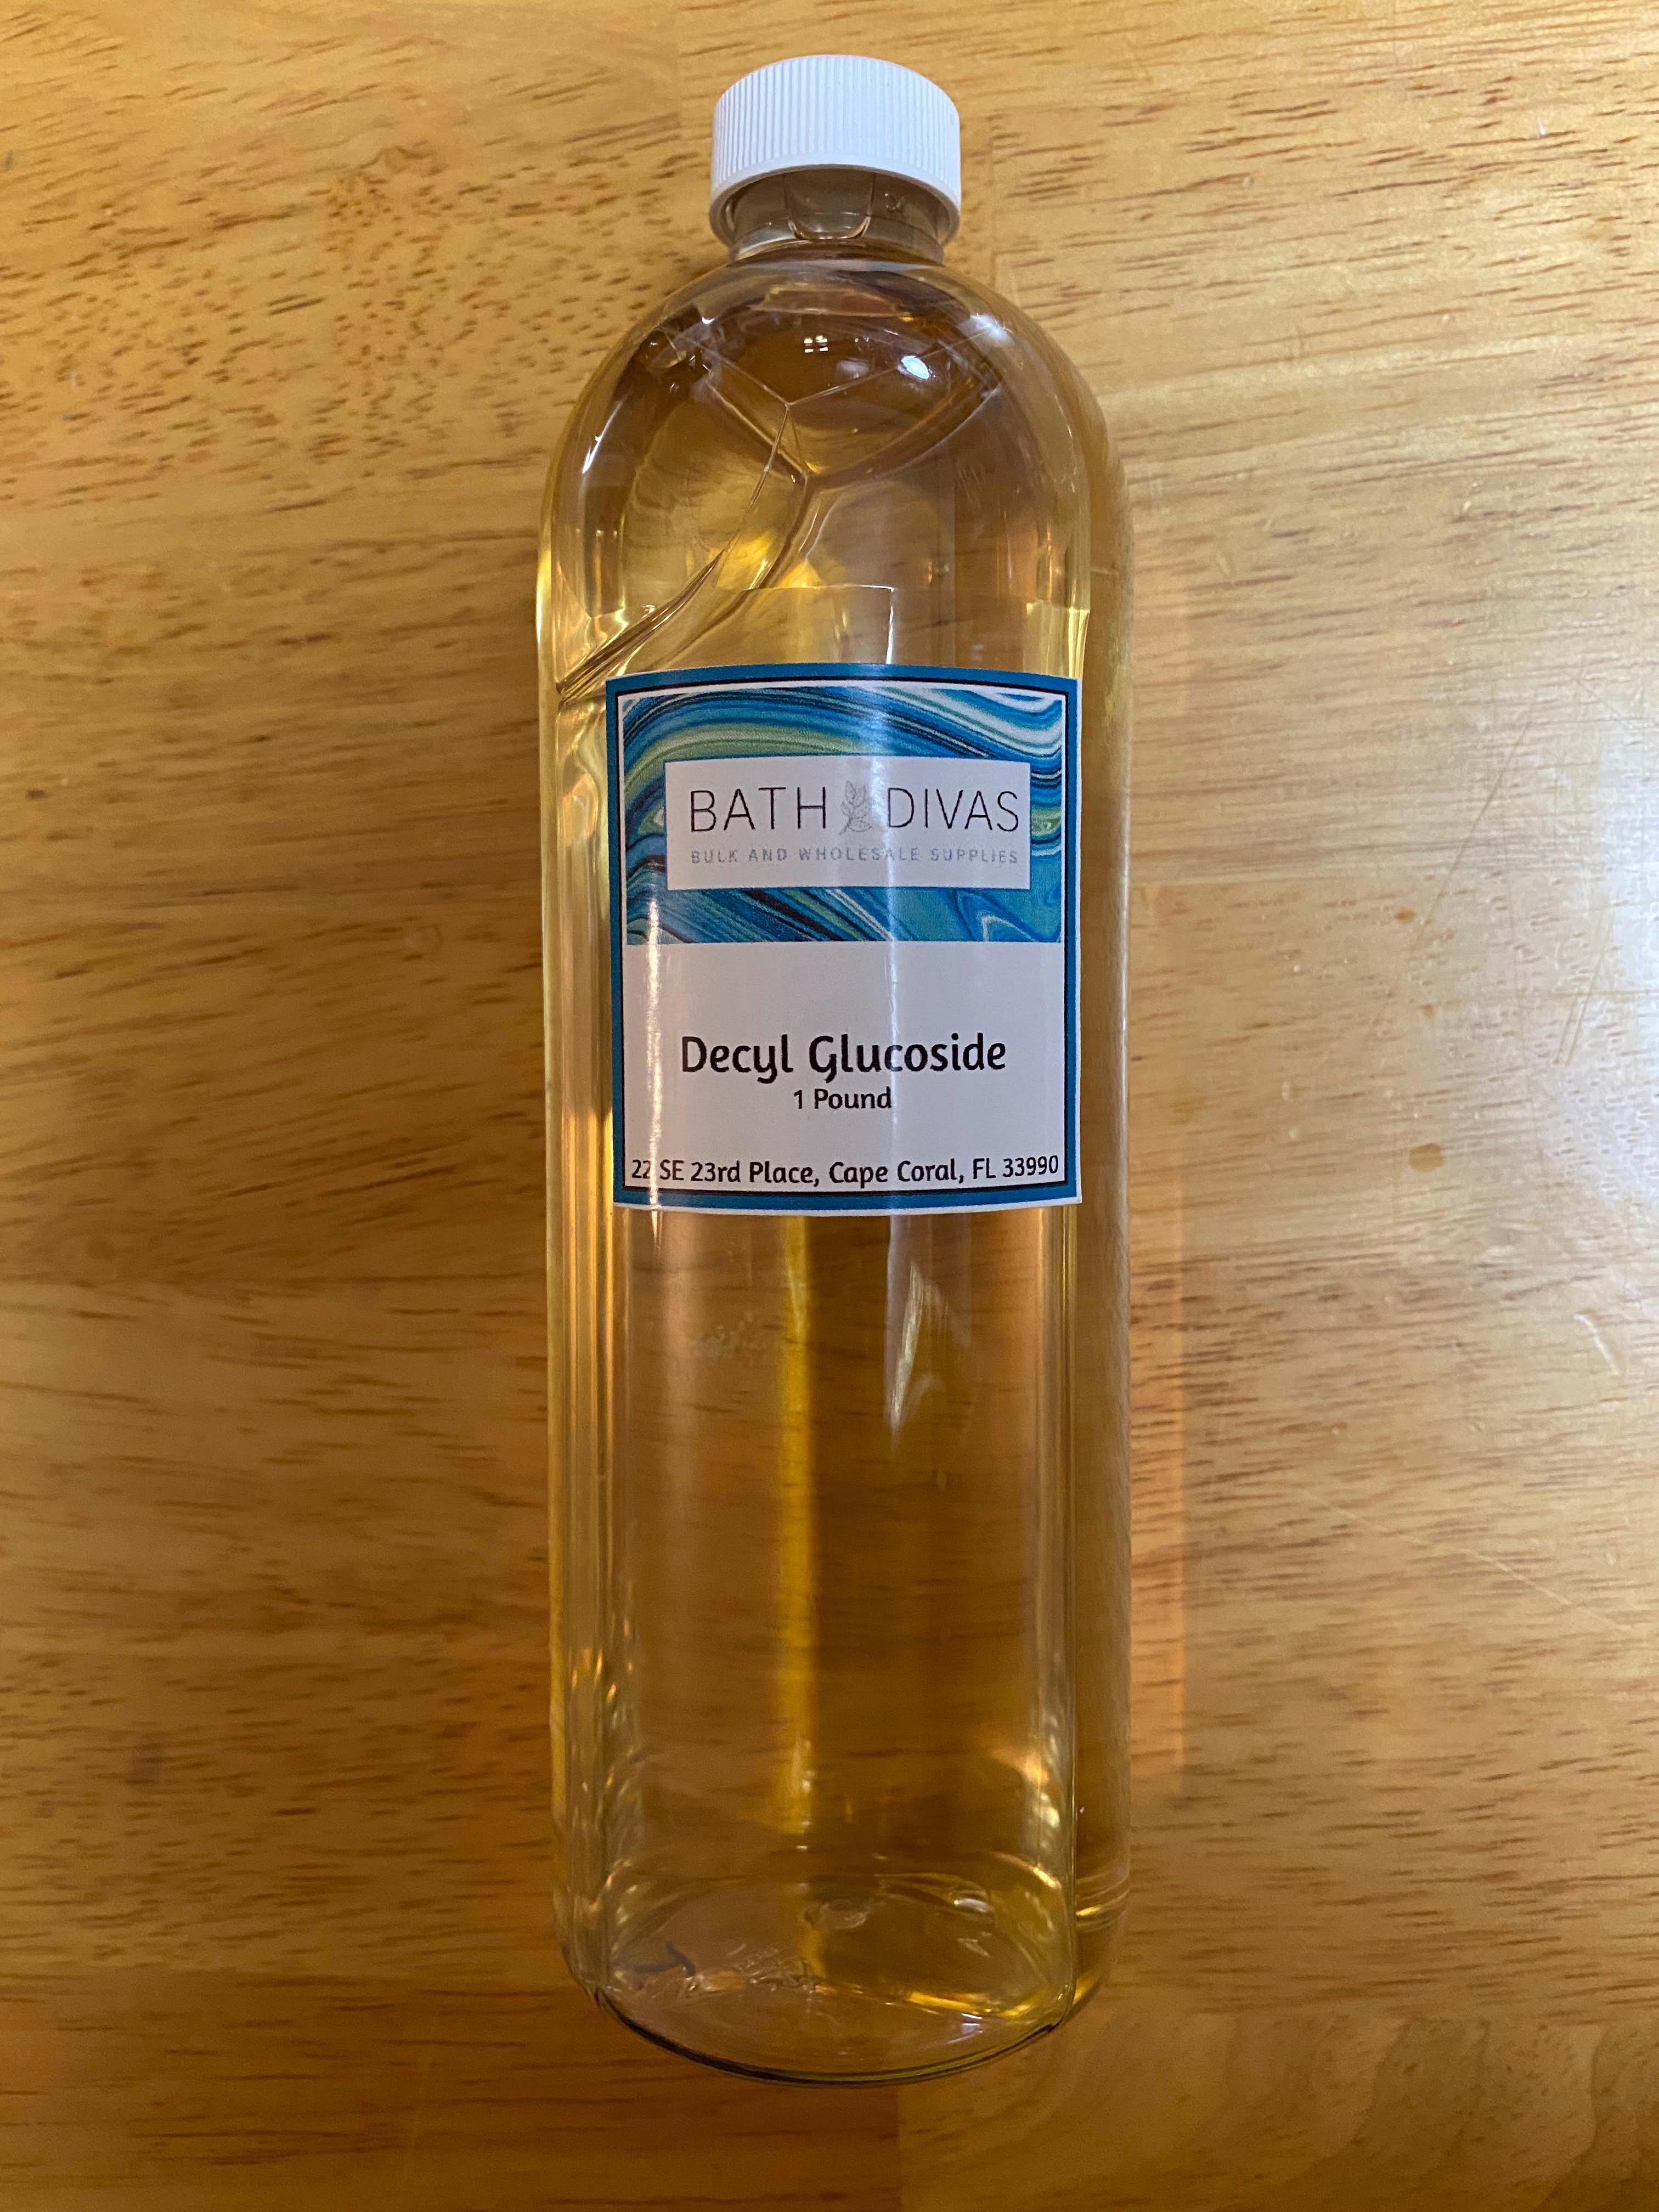 BATH DIVAS
BULK AND WHOLESALE SUPPLIES
Decyl Glucoside
1 Pound
22 SE 23rd Place, Cape Coral, FL 33990